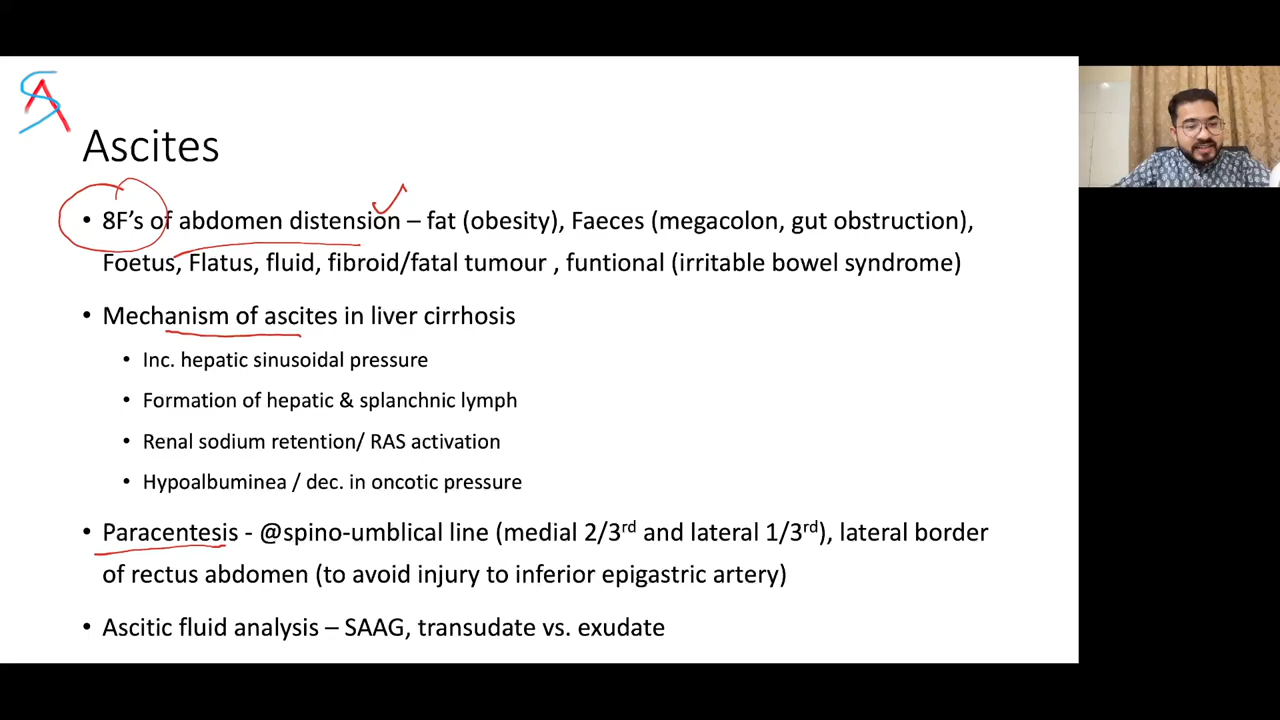 SA
Ascites
• 8F's of abdomen distension – fat (obesity), Faeces (megacolon, gut obstruction),
Foetus, Flatus, fluid, fibroid/fatal tumour , funtional (irritable bowel syndrome)
• Mechanism of ascites in liver cirrhosis
• Inc. hepatic sinusoidal pressure
• Formation of hepatic & splanchnic lymph
• Renal sodium retention/ RAS activation
• Hypoalbuminea / dec. in oncotic pressure
• Paracentesis - @spino-umblical line (medial 2/3rd and lateral 1/3rd), lateral border
of rectus abdomen (to avoid injury to inferior epigastric artery)
• Ascitic fluid analysis – SAAG, transudate vs. exudate